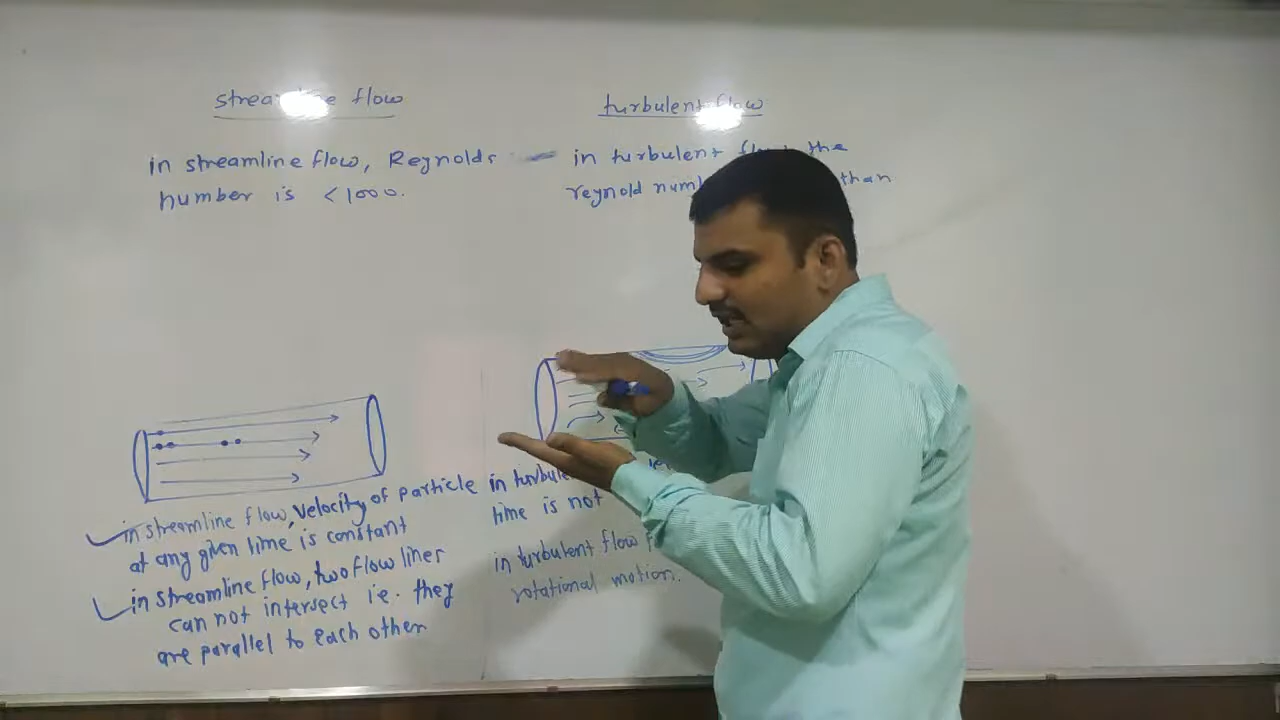 streamline flow
in streamline flow, Reynolds
number is <1000.
in streamline flow, velocity of particle
at any given time is constant
in streamline flow, two flow lines
can not intersect i.e. they
are parallel to each other
turbulent flow
in turbulent the
reynold than
in
time is not
in turbulent flow
rotational motion.